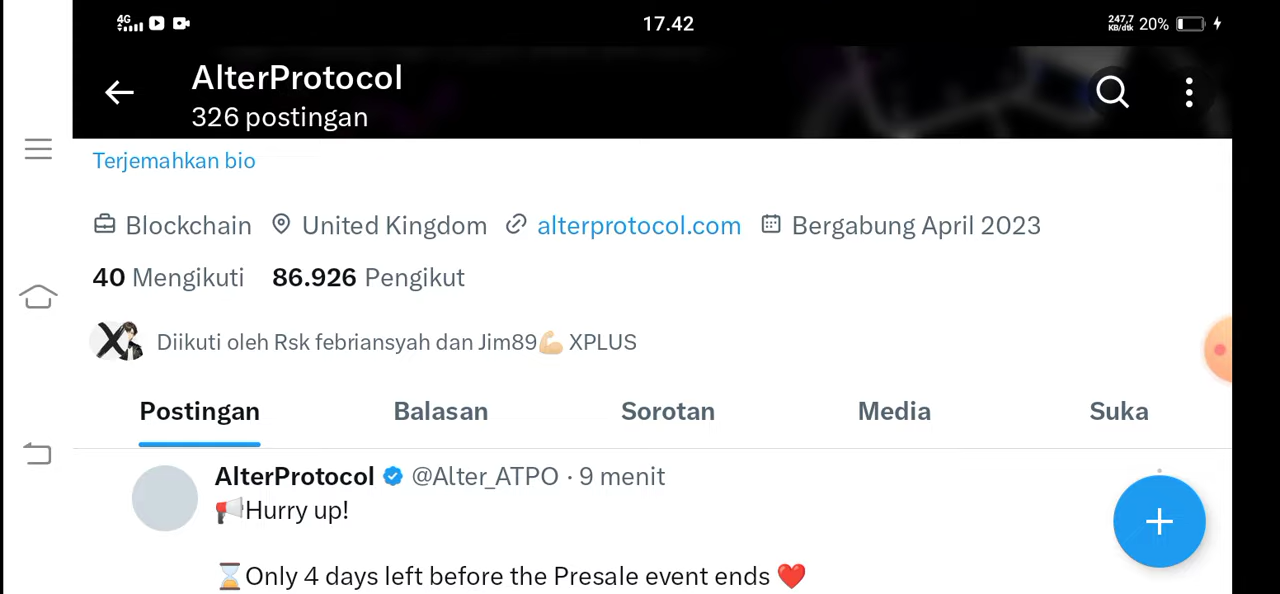 4G 17.42 247,7 KB/dtk 20%
AlterProtocol
326 postingan
Terjemahkan bio
Blockchain United Kingdom alterprotocol.com Bergabung April 2023
40 Mengikuti 86.926 Pengikut
Diikuti oleh Rsk febriansyah dan Jim89💪🏻 XPLUS
Postingan Balasan Sorotan Media Suka
AlterProtocol @Alter_ATPO · 9 menit
📢Hurry up!
⏳Only 4 days left before the Presale event ends ❤️